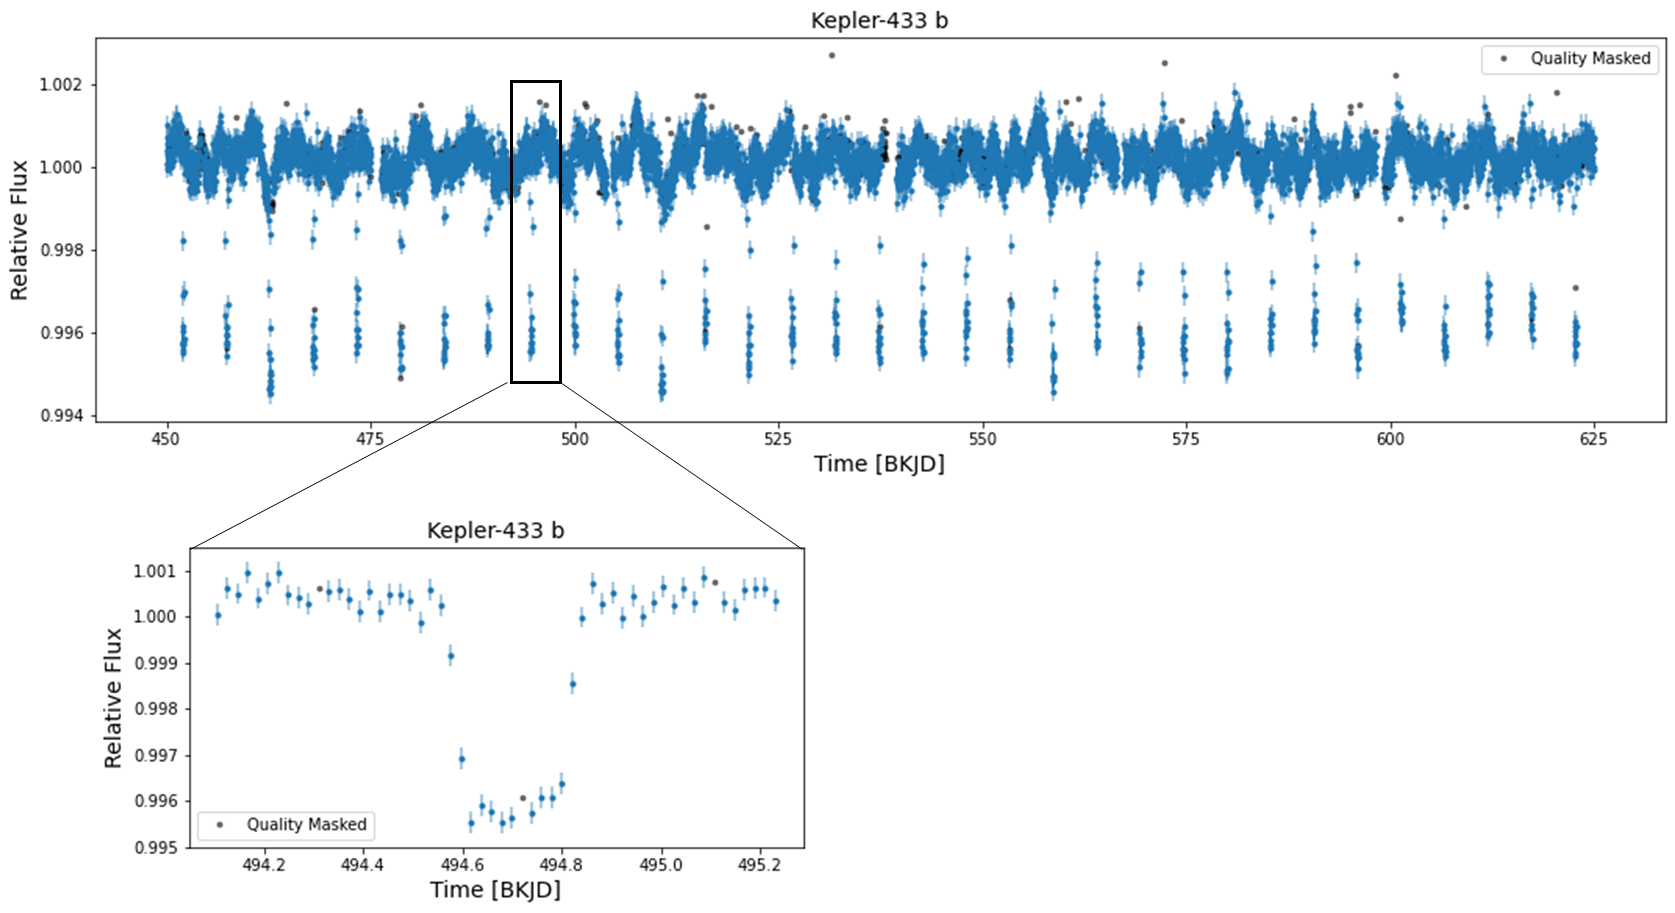 Kepler-433 b
Quality Masked
1.002
1.000
0.998
0.996
0.994
Relative Flux
450 475 500 525 550 575 600 625
Time [BKJD]
Kepler-433 b
1.001
1.000
0.999
0.998
0.997
0.996
0.995
Relative Flux
Quality Masked
494.2 494.4 494.6 494.8 495.0 495.2
Time [BKJD]